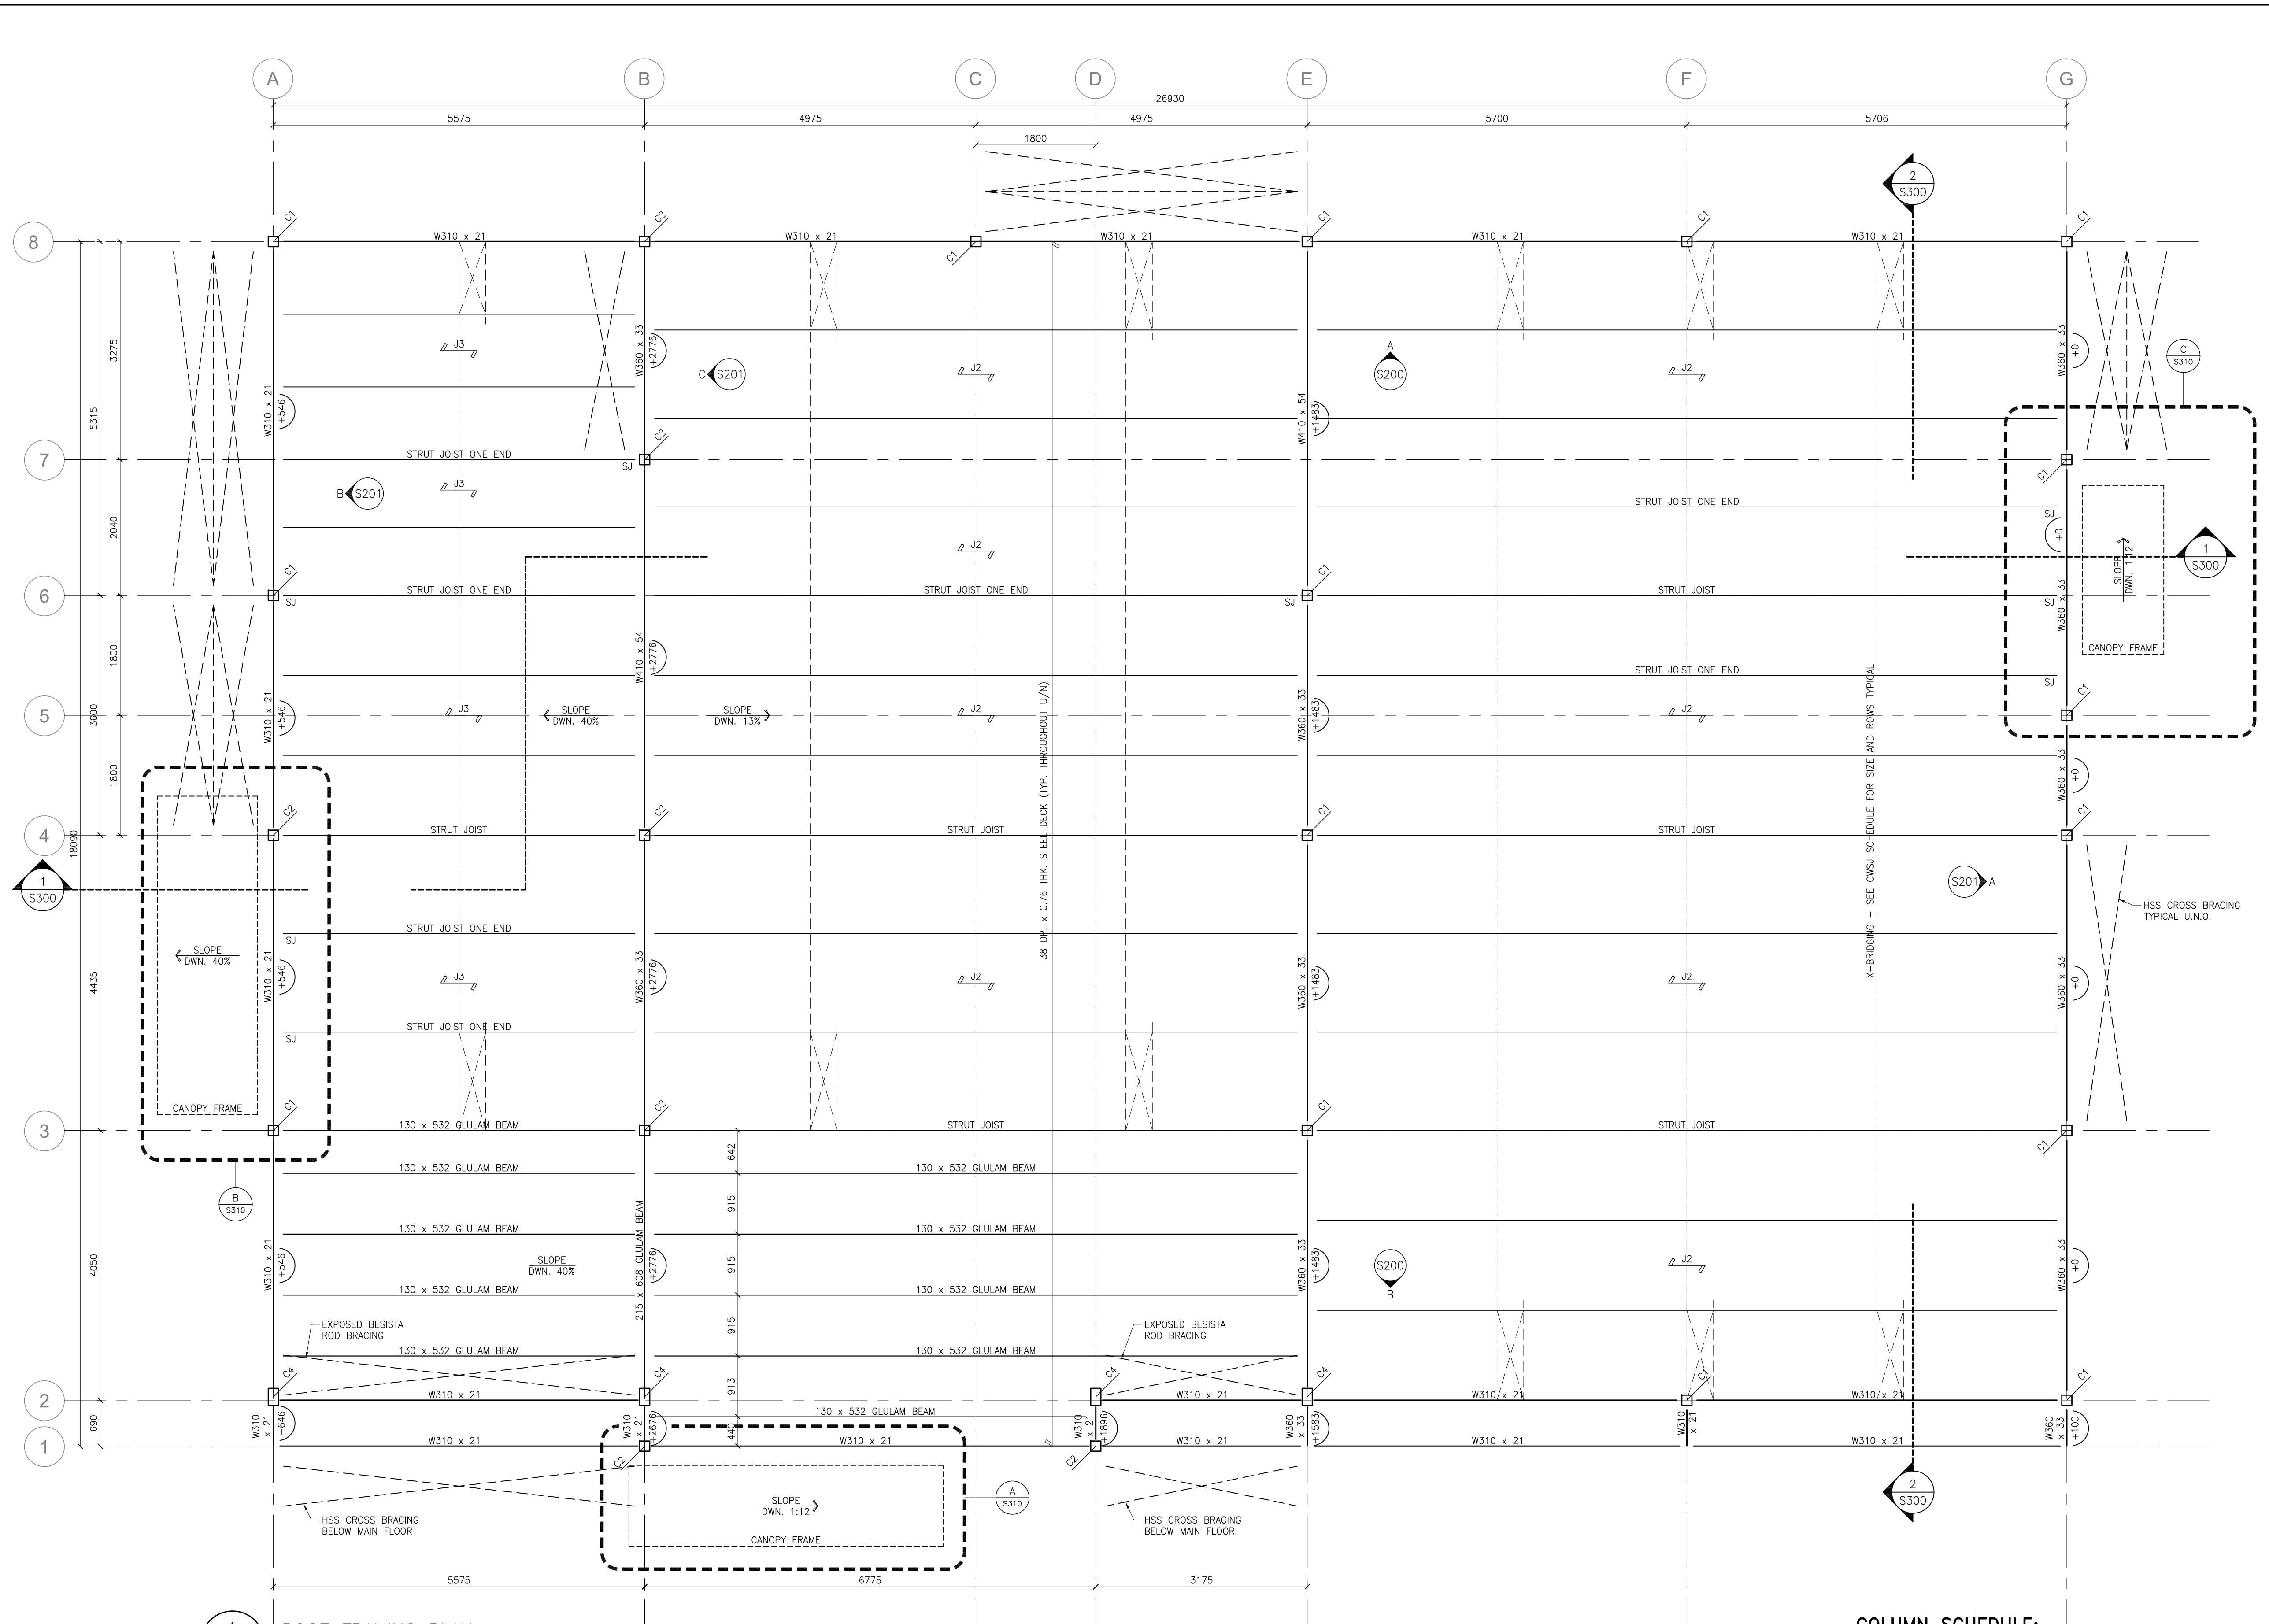 A B C D E F G
26930
5575 4975 4975 5700 5706
1800
2
S300
8
C1 C2 C1 C1 C1 C1
W310 x 21 W310 x 21 W310 x 21 W310 x 21 W310 x 21
3275
5315
J3
W360 x 33
+2776
C S201
J2
A
S200
J2
W360 x 33
+0
C
S310
W310 x 21
+546
W410 x 54
+1483
7
STRUT JOIST ONE END
SJ
C2
C1
B S201
J3
2040
STRUT JOIST ONE END
SJ
+0
J2
SLOPE
DWN. 1:12
1
S300
6
C1
SJ
STRUT JOIST ONE END
STRUT JOIST ONE END
SJ
C1
STRUT JOIST
SJ
W360 x 33
CANOPY FRAME
1800
W410 x 54
+2776
STRUT JOIST ONE END
SJ
5
3600
W310 x 21
+546
J3
SLOPE
DWN. 40%
SLOPE
DWN. 13%
J2
W360 x 33
+1483
J2
C1
38 DP. x 0.76 THK. STEEL DECK (TYP. THROUGHOUT U/N)
X-BRIDGING - SEE OWSJ SCHEDULE FOR SIZE AND ROWS TYPICAL
1800
W360 x 33
+0
4
18090
C2 C2 C1 C1
STRUT JOIST STRUT JOIST STRUT JOIST
1
S300
S201 A
HSS CROSS BRACING
TYPICAL U.N.O.
STRUT JOIST ONE END
SJ
SLOPE
DWN. 40%
4435
W310 x 21
+546
J3
W360 x 33
+2776
J2
W360 x 33
+1483
J2
W360 x 33
+0
STRUT JOIST ONE END
SJ
CANOPY FRAME
3
C1 C2 C1 C1
130 x 532 GLULAM BEAM
STRUT JOIST
STRUT JOIST
642
130 x 532 GLULAM BEAM
130 x 532 GLULAM BEAM
B
S310
915
130 x 532 GLULAM BEAM
130 x 532 GLULAM BEAM
4050
W310 x 21
+546
SLOPE
DWN. 40%
215 x 608 GLULAM BEAM
+2776
915
W360 x 33
+1483
S200
B
J2
W360 x 33
+0
130 x 532 GLULAM BEAM
130 x 532 GLULAM BEAM
EXPOSED BESISTA
ROD BRACING
915
EXPOSED BESISTA
ROD BRACING
130 x 532 GLULAM BEAM
130 x 532 GLULAM BEAM
2
C4 C4 C4 C4 C1 C1
W310 x 21
913
W310 x 21 W310 x 21 W310 x 21
130 x 532 GLULAM BEAM
690
W310
x 21
+646
W310
x 21
+2676
440
W310
x 21
+1896
W360
x 33
+1583
W310
x 21
W360
x 33
+100
1
W310 x 21 W310 x 21 W310 x 21 W310 x 21 W310 x 21
C2 C2
SLOPE
DWN. 1:12
A
S310
2
S300
HSS CROSS BRACING
BELOW MAIN FLOOR
CANOPY FRAME
HSS CROSS BRACING
BELOW MAIN FLOOR
5575 6775 3175
COLUMN SCHEDULE: